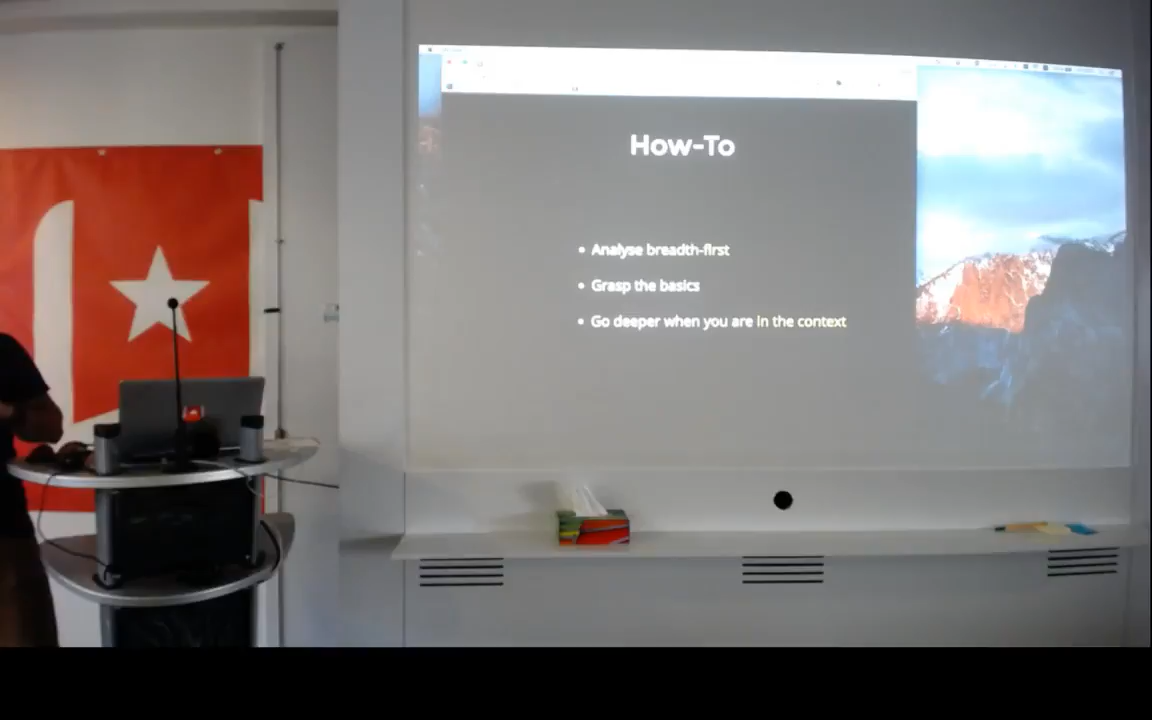 How-To
• Analyse breadth-first
• Grasp the basics
• Go deeper when you are in the context